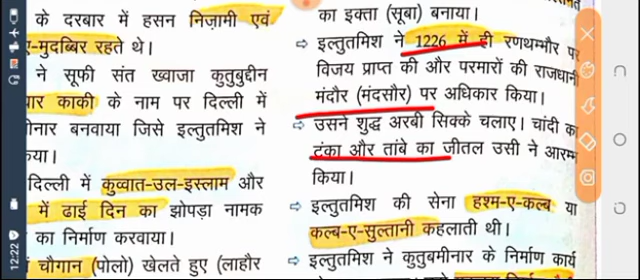 के दरबार में हसन निज़ामी एवं
-मुदब्बिर रहते थे।
ने सूफी संत ख्वाजा कुतुबुद्दीन
काकी के नाम पर दिल्ली में
बनवाया जिसे इल्तुतमिश ने
दिल्ली में कुव्वात-उल-इस्लाम और
में ढाई दिन का झोपड़ा नामक
का निर्माण करवाया।
चौगान (पोलो) खेलते हुए (लाहौर
का इक्ता (सूबा) बनाया।
⇨ इल्तुतमिश ने 1226 में ही रणथम्भौर पर
विजय प्राप्त की और परमारों की राजधानी
मंदौर (मंदसौर) पर अधिकार किया।
⇨ उसने शुद्ध अरबी सिक्के चलाए। चांदी का
टंका और तांबे का जीतल उसी ने आरम्भ
किया।
⇨ इल्तुतमिश की सेना हश्म-ए-कल्ब या
कल्ब-ए-सुल्तानी कहलाती थी।
⇨ इल्तुतमिश ने कुतुबमीनार के निर्माण कार्य
12:22